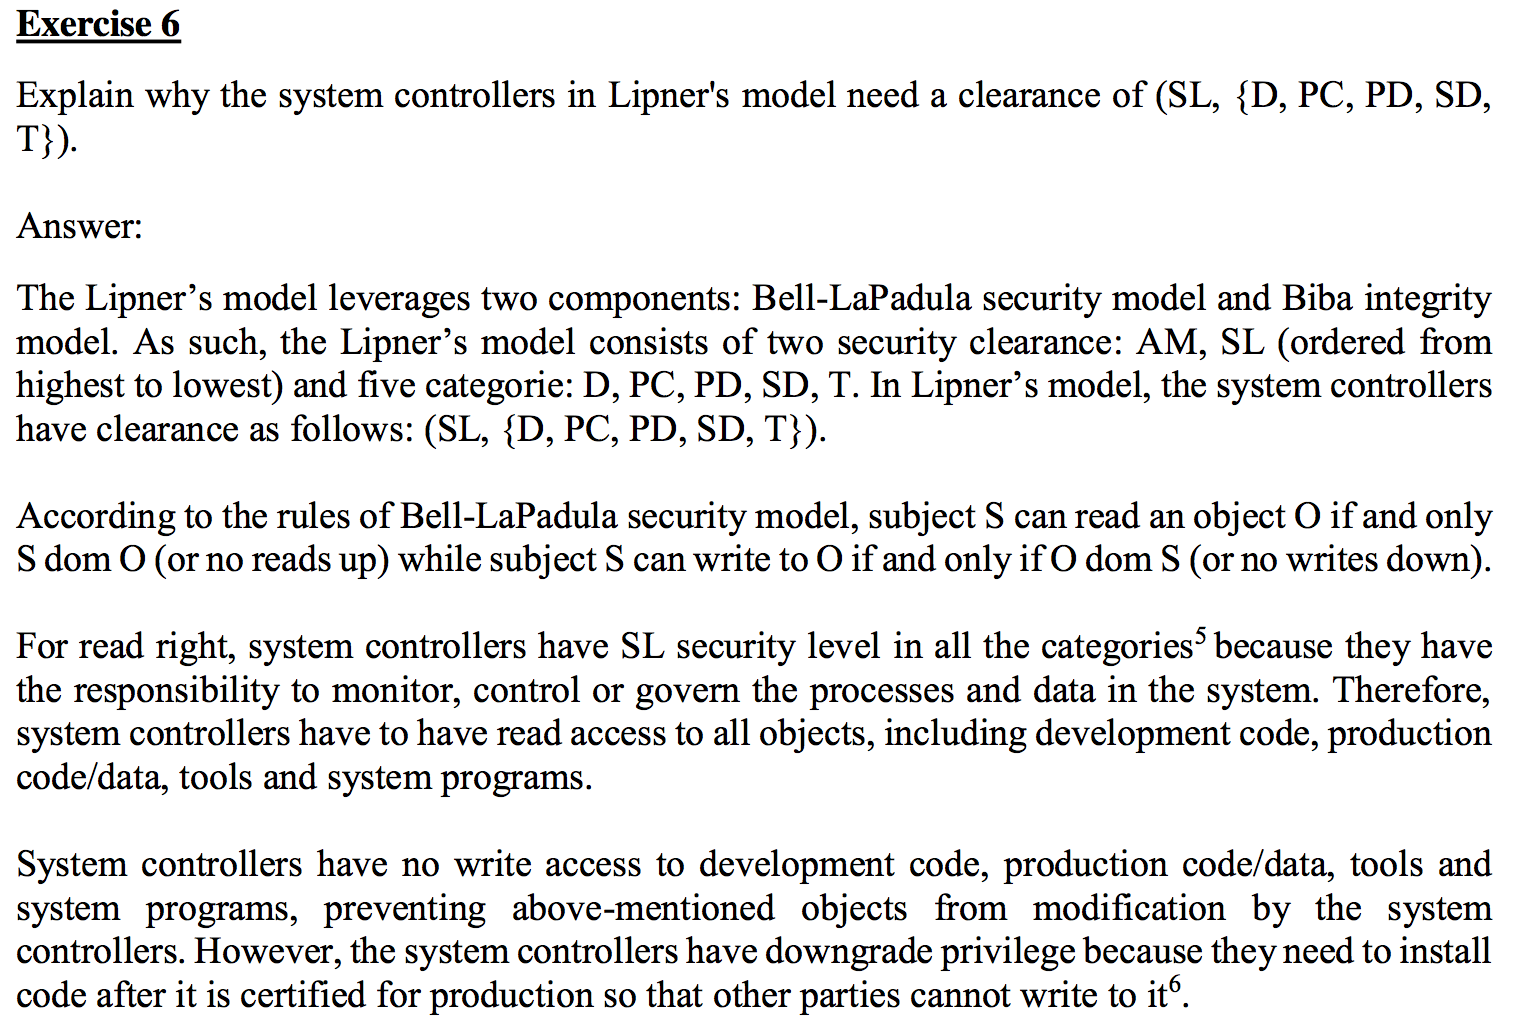 Exercise 6
Explain why the system controllers in Lipner's model need a clearance of (SL, {D, PC, PD, SD,
T}).
Answer:
The Lipner’s model leverages two components: Bell-LaPadula security model and Biba integrity
model. As such, the Lipner’s model consists of two security clearance: AM, SL (ordered from
highest to lowest) and five categorie: D, PC, PD, SD, T. In Lipner’s model, the system controllers
have clearance as follows: (SL, {D, PC, PD, SD, T}).
According to the rules of Bell-LaPadula security model, subject S can read an object O if and only
S dom O (or no reads up) while subject S can write to O if and only if O dom S (or no writes down).
For read right, system controllers have SL security level in all the categories⁵ because they have
the responsibility to monitor, control or govern the processes and data in the system. Therefore,
system controllers have to have read access to all objects, including development code, production
code/data, tools and system programs.
System controllers have no write access to development code, production code/data, tools and
system programs, preventing above-mentioned objects from modification by the system
controllers. However, the system controllers have downgrade privilege because they need to install
code after it is certified for production so that other parties cannot write to it⁶.